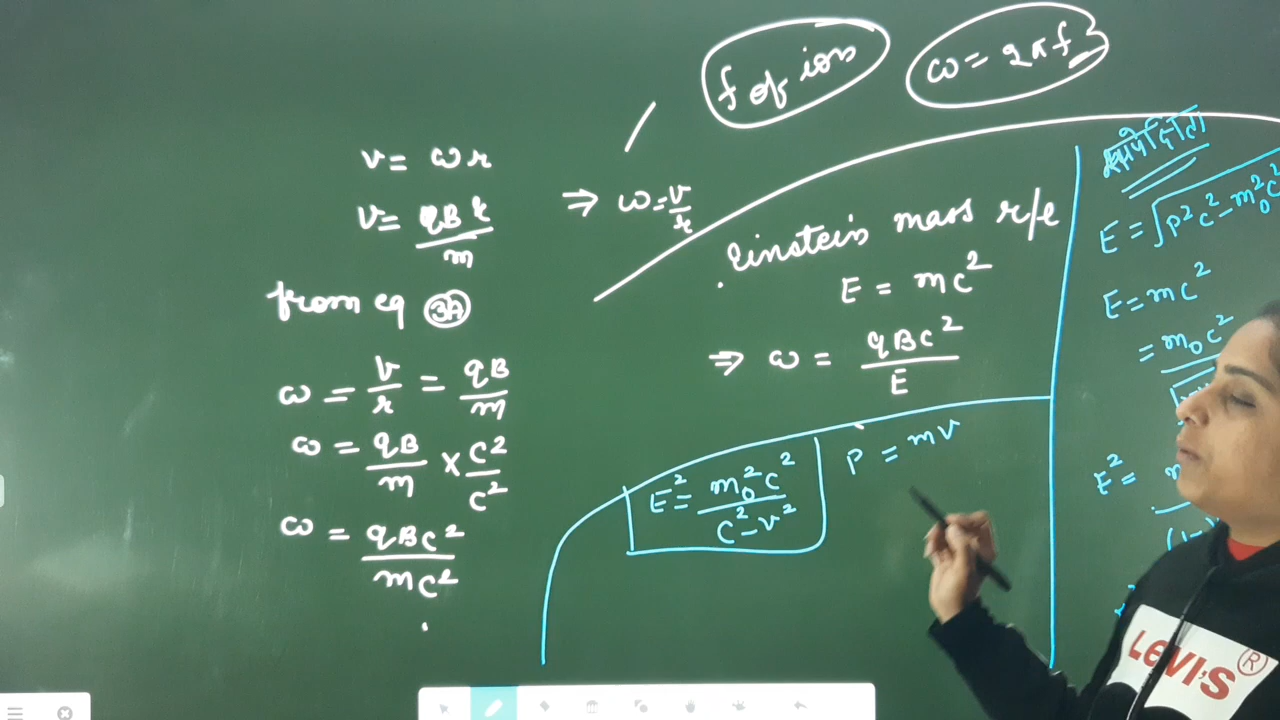 f of ion
ω = 2πf
v = ωr
v = qBr/m
⇒ ω = v/r
from eq 3A
ω = v/r = qB/m
ω = qB/m × c²/c²
ω = qBc²/mc²
Einstein's mass r/e
E = mc²
⇒ ω = qBc²/E
E² = m₀²c²/c²-v²
P = mv
E = √P²c² - m₀²c²
E = mc²
= m₀c²
E² =
LEVI'S®